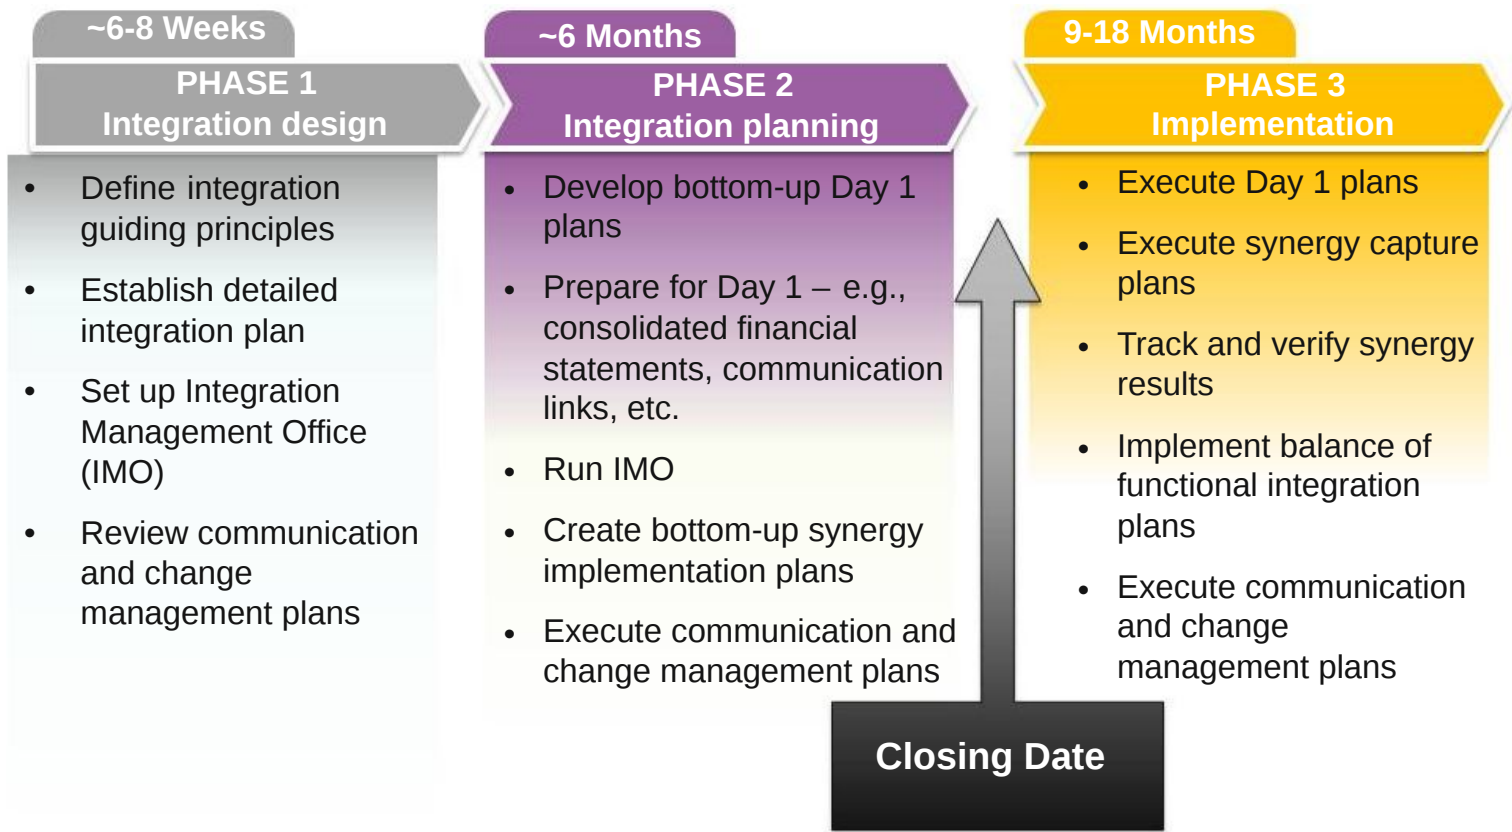 ~6-8 Weeks
PHASE 1
Integration design
• Define integration
guiding principles
• Establish detailed
integration plan
• Set up Integration
Management Office
(IMO)
• Review communication
and change
management plans
~6 Months
PHASE 2
Integration planning
• Develop bottom-up Day 1
plans
• Prepare for Day 1 – e.g.,
consolidated financial
statements, communication
links, etc.
• Run IMO
• Create bottom-up synergy
implementation plans
• Execute communication and
change management plans
Closing Date
9-18 Months
PHASE 3
Implementation
• Execute Day 1 plans
• Execute synergy capture
plans
• Track and verify synergy
results
• Implement balance of
functional integration
plans
• Execute communication
and change
management plans